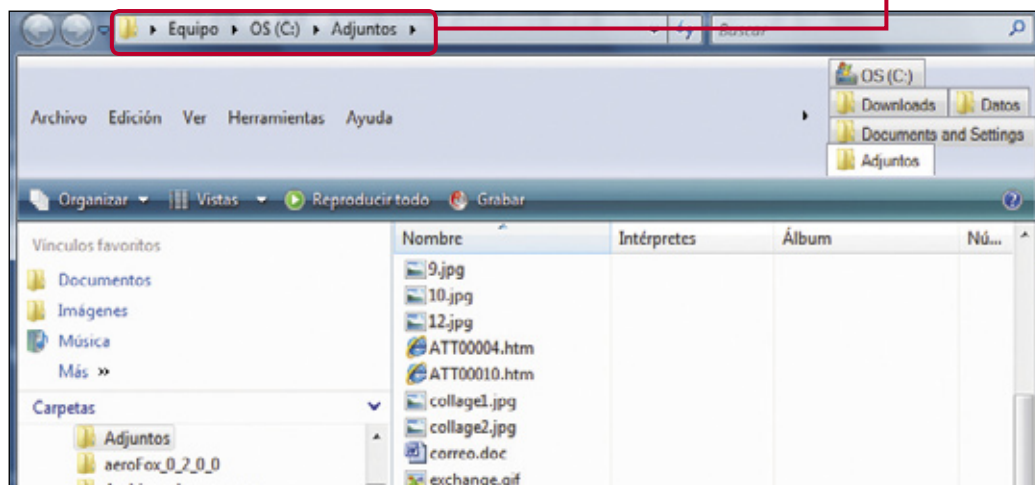 Equipo ▸ OS (C:) ▸ Adjuntos ▸
Buscar
Archivo Edición Ver Herramientas Ayuda
OS (C:)
Downloads Datos
Documents and Settings
Adjuntos
Organizar Vistas Reproducir todo Grabar
Vínculos favoritos
Documentos
Imágenes
Música
Más »
Carpetas
Adjuntos
aeroFox_0_2_0_0
Nombre Intérpretes Álbum Nú...
9.jpg
10.jpg
12.jpg
ATT00004.htm
ATT00010.htm
collage1.jpg
collage2.jpg
correo.doc
exchange.gif